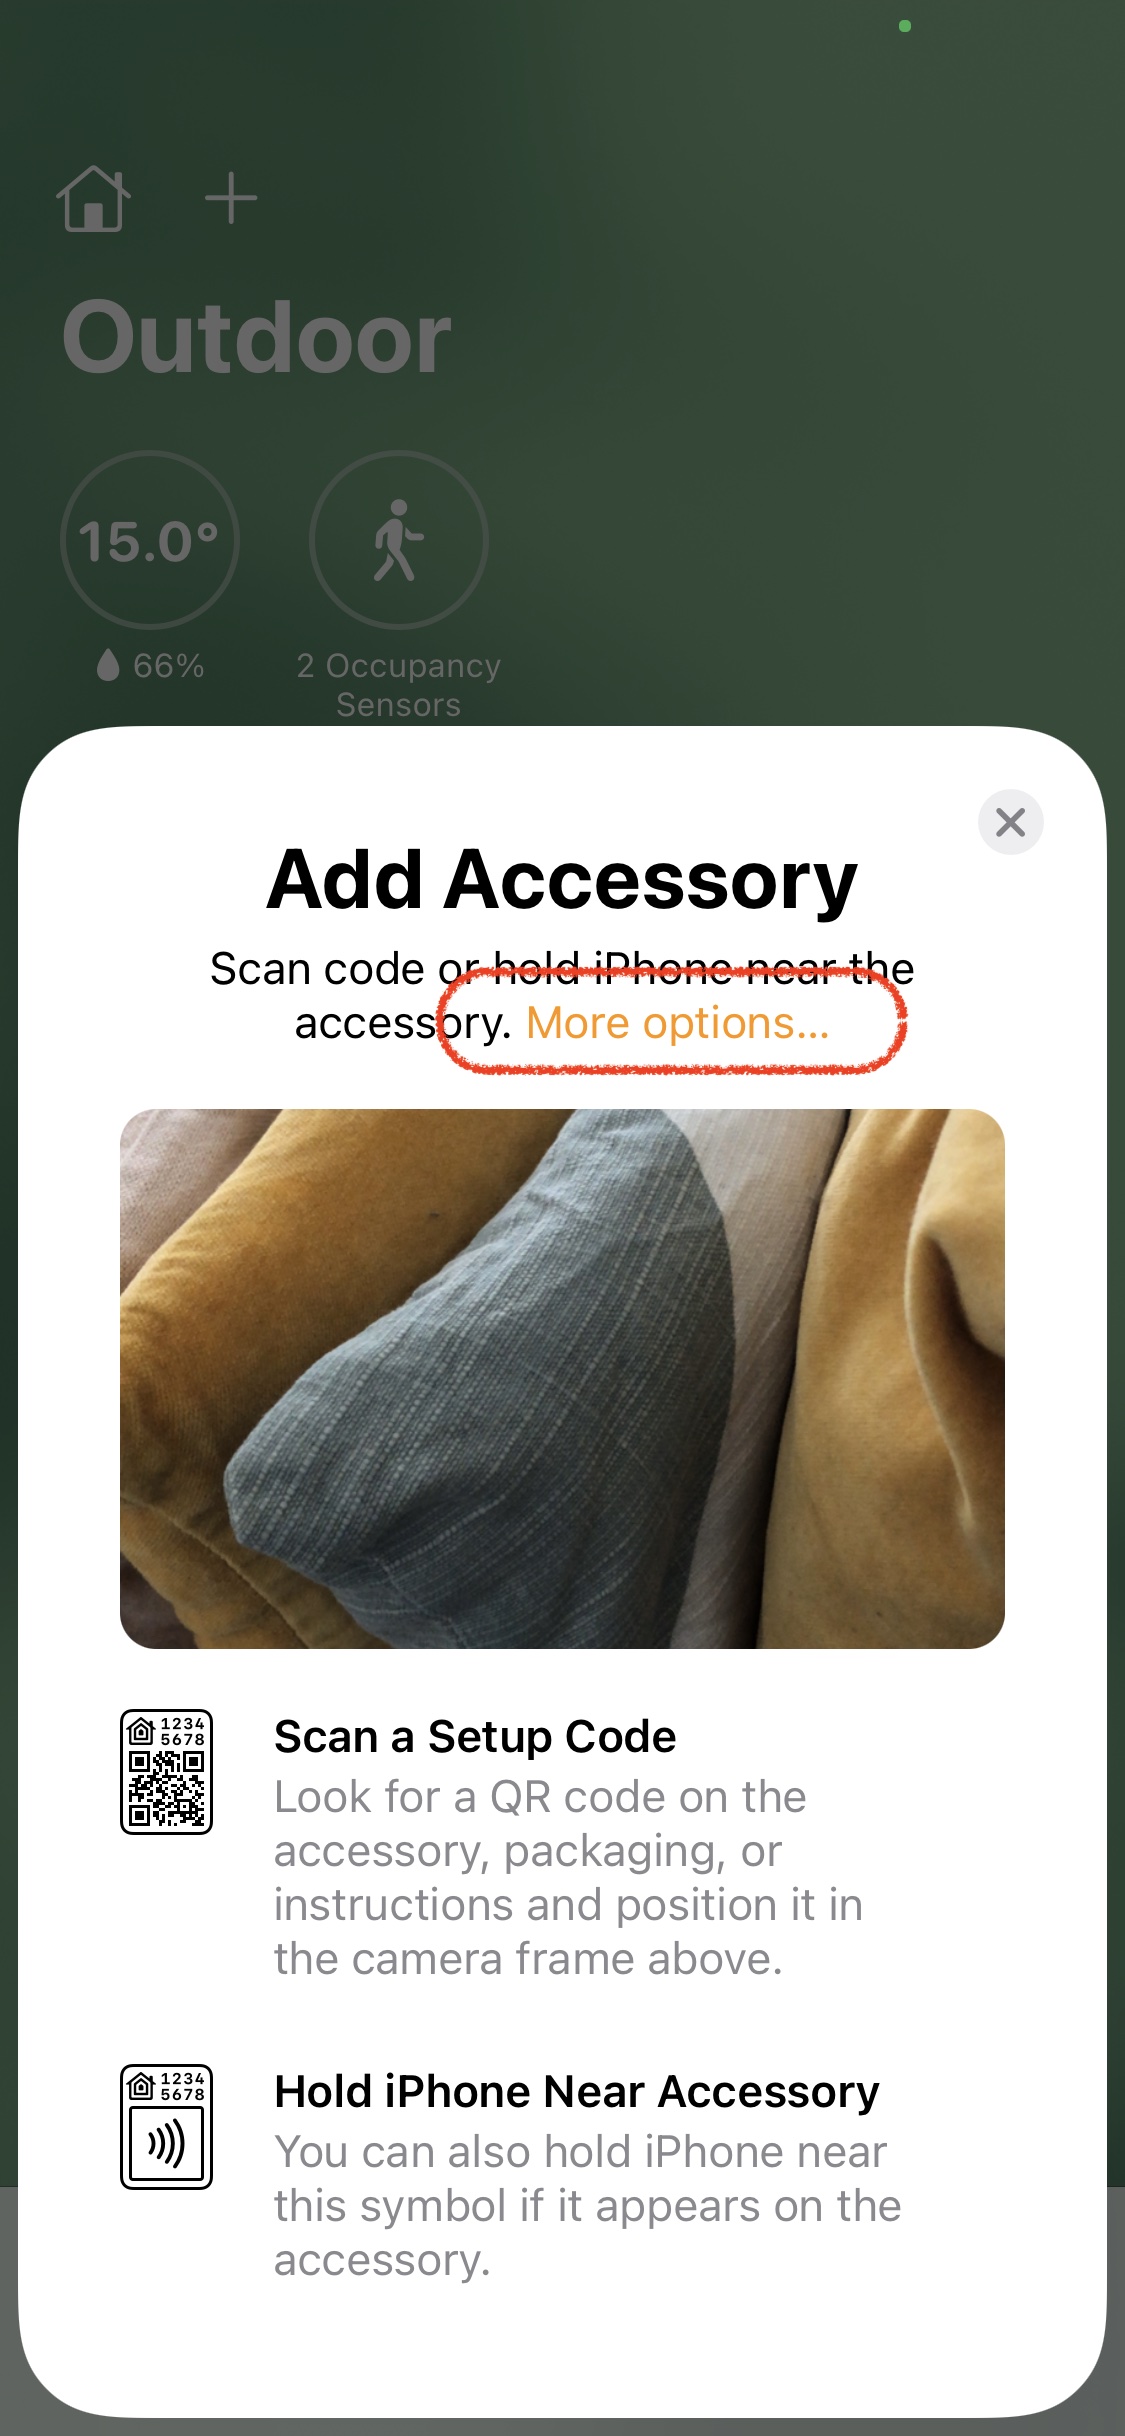 Outdoor
15.0°
66%
2 Occupancy
Sensors
Add Accessory
Scan code or hold iPhone near the
accessory. More options...
1234
5678
Scan a Setup Code
Look for a QR code on the
accessory, packaging, or
instructions and position it in
the camera frame above.
1234
5678
Hold iPhone Near Accessory
You can also hold iPhone near
this symbol if it appears on the
accessory.